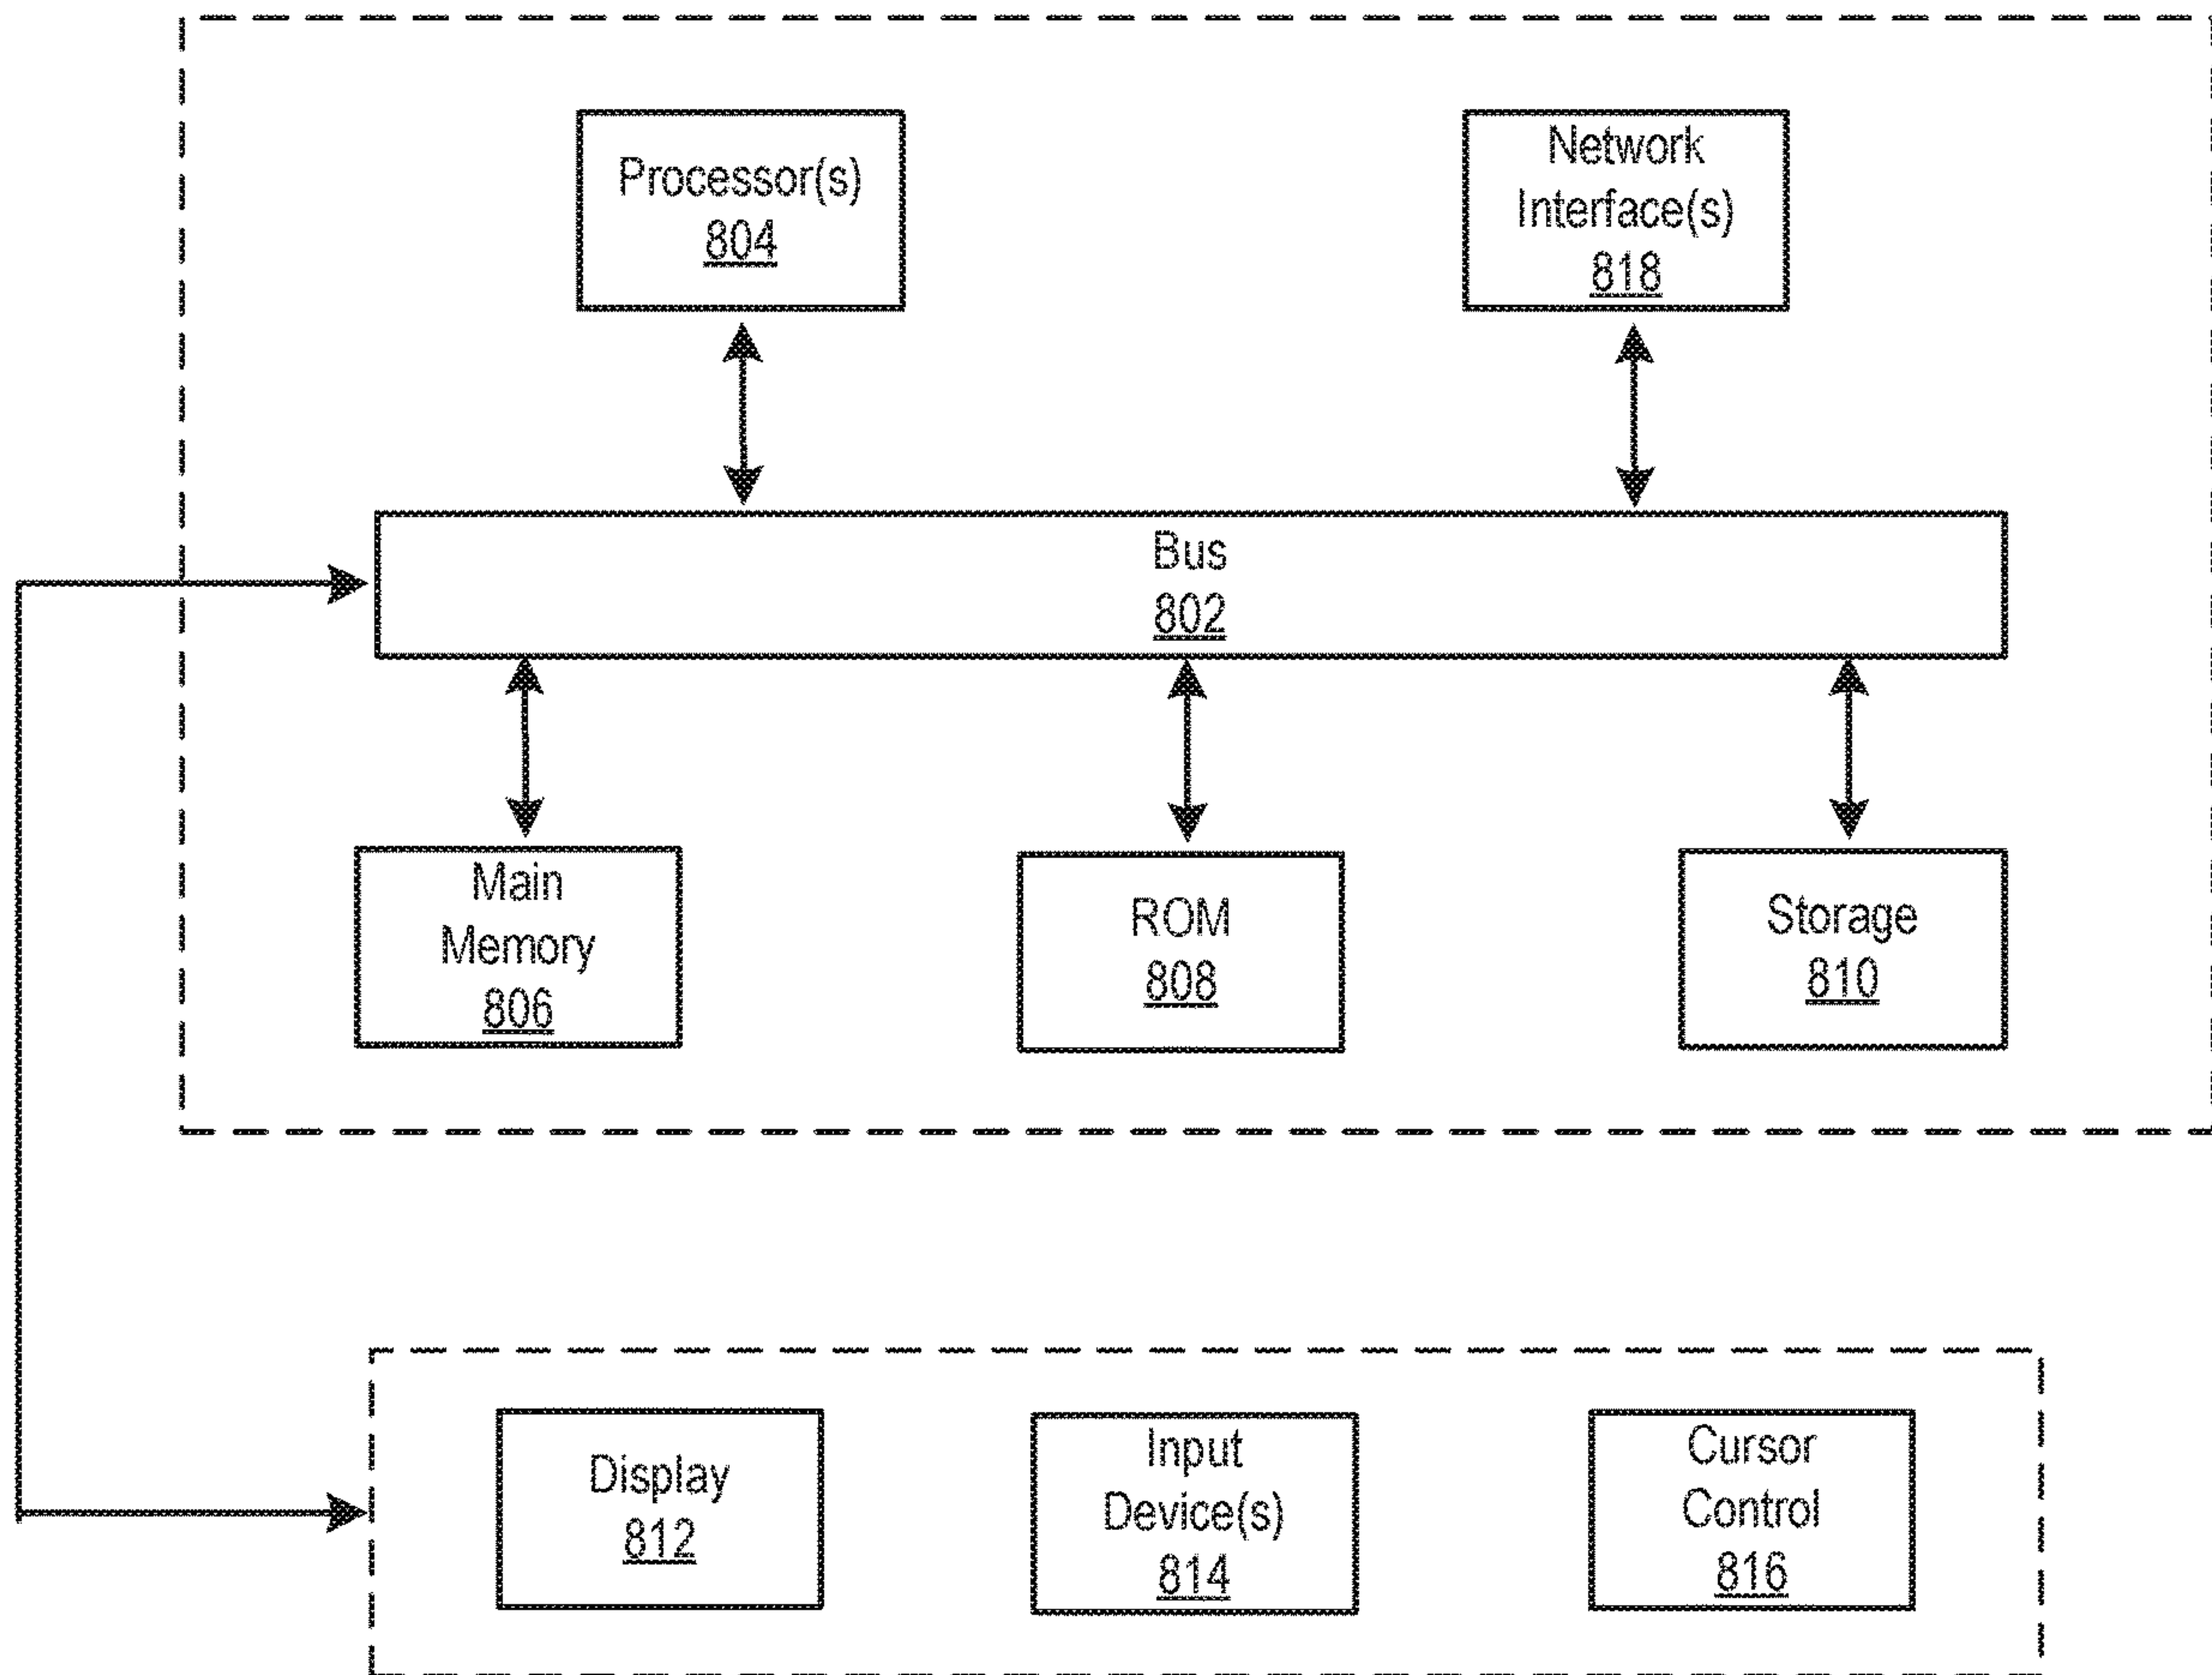 Processor(s)
804
Network
Interface(s)
818
Bus
802
Main
Memory
806
ROM
808
Storage
810
Display
812
Input
Device(s)
814
Cursor
Control
816